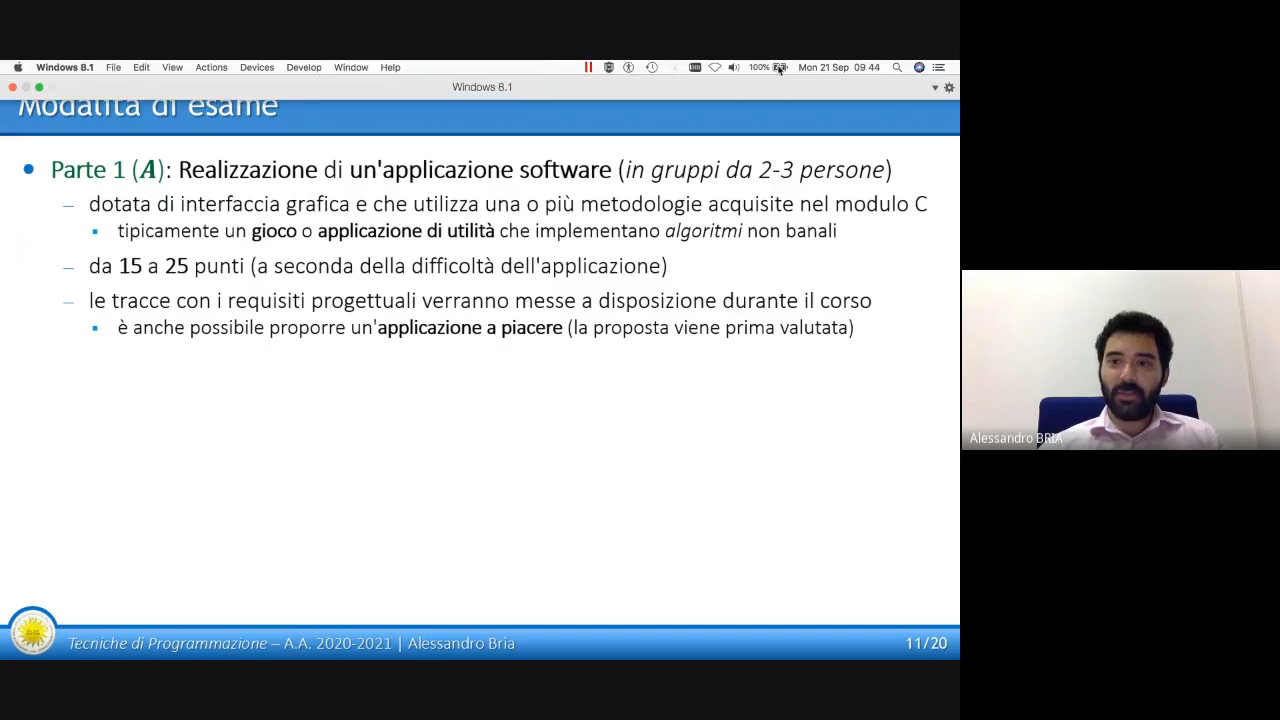 Windows 8.1 File Edit View Actions Devices Develop Window Help 100% Mon 21 Sep 09 44
Windows 8.1
Modalità di esame
• Parte 1 (A): Realizzazione di un'applicazione software (in gruppi da 2-3 persone)
– dotata di interfaccia grafica e che utilizza una o più metodologie acquisite nel modulo C
▪ tipicamente un gioco o applicazione di utilità che implementano algoritmi non banali
– da 15 a 25 punti (a seconda della difficoltà dell'applicazione)
– le tracce con i requisiti progettuali verranno messe a disposizione durante il corso
▪ è anche possibile proporre un'applicazione a piacere (la proposta viene prima valutata)
Alessandro BRIA
Tecniche di Programmazione – A.A. 2020-2021 | Alessandro Bria 11/20